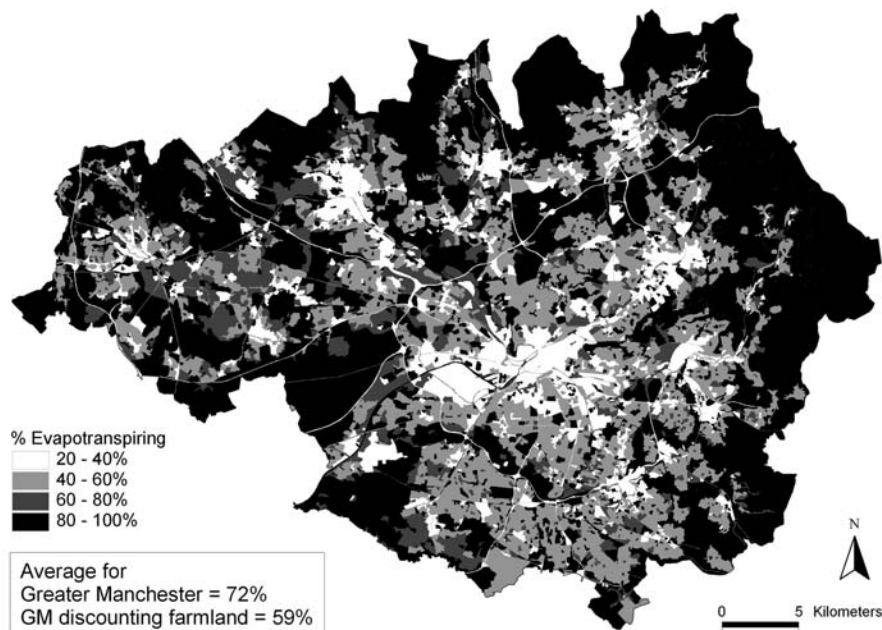 % Evapotranspiring
20 - 40%
40 - 60%
60 - 80%
80 - 100%
Average for
Greater Manchester = 72%
GM discounting farmland = 59%
N
0 5 Kilometers